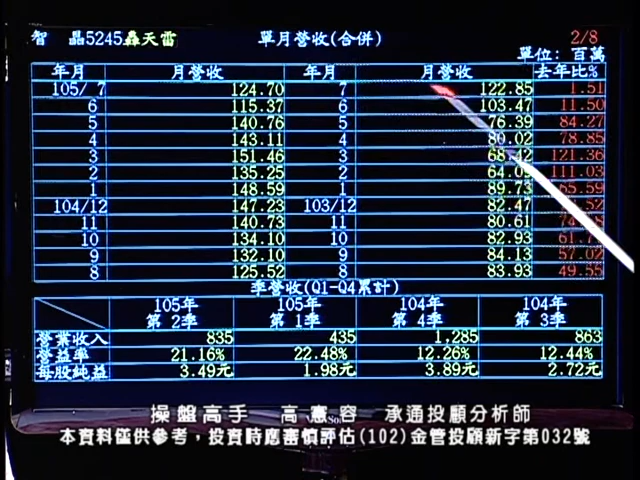 智 晶5245轟天雷 單月營收(合併) 2/8
單位: 百萬
年月 月營收 年月 月營收 去年比%
105/ 7 124.70 7 122.85 1.51
6 115.37 6 103.47 11.50
5 140.76 5 76.39 84.27
4 143.11 4 80.02 78.85
3 151.46 3 68.42 121.36
2 135.25 2 64.09 111.03
1 148.59 1 89.73 65.59
104/12 147.23 103/12 82.47
11 140.73 11 80.61
10 134.10 10 82.93
9 132.10 9 84.13 57.02
8 125.52 8 83.93 49.55
季營收(Q1-Q4累計)
105年 105年 104年 104年
第 2季 第 1季 第 4季 第 3季
營業收入 835 435 1,285 863
營益率 21.16% 22.48% 12.26% 12.44%
每股純益 3.49元 1.98元 3.89元 2.72元
操盤高手 高憲容 承通投顧分析師
本資料僅供參考，投資時應審慎評估(102)金管投顧新字第032號